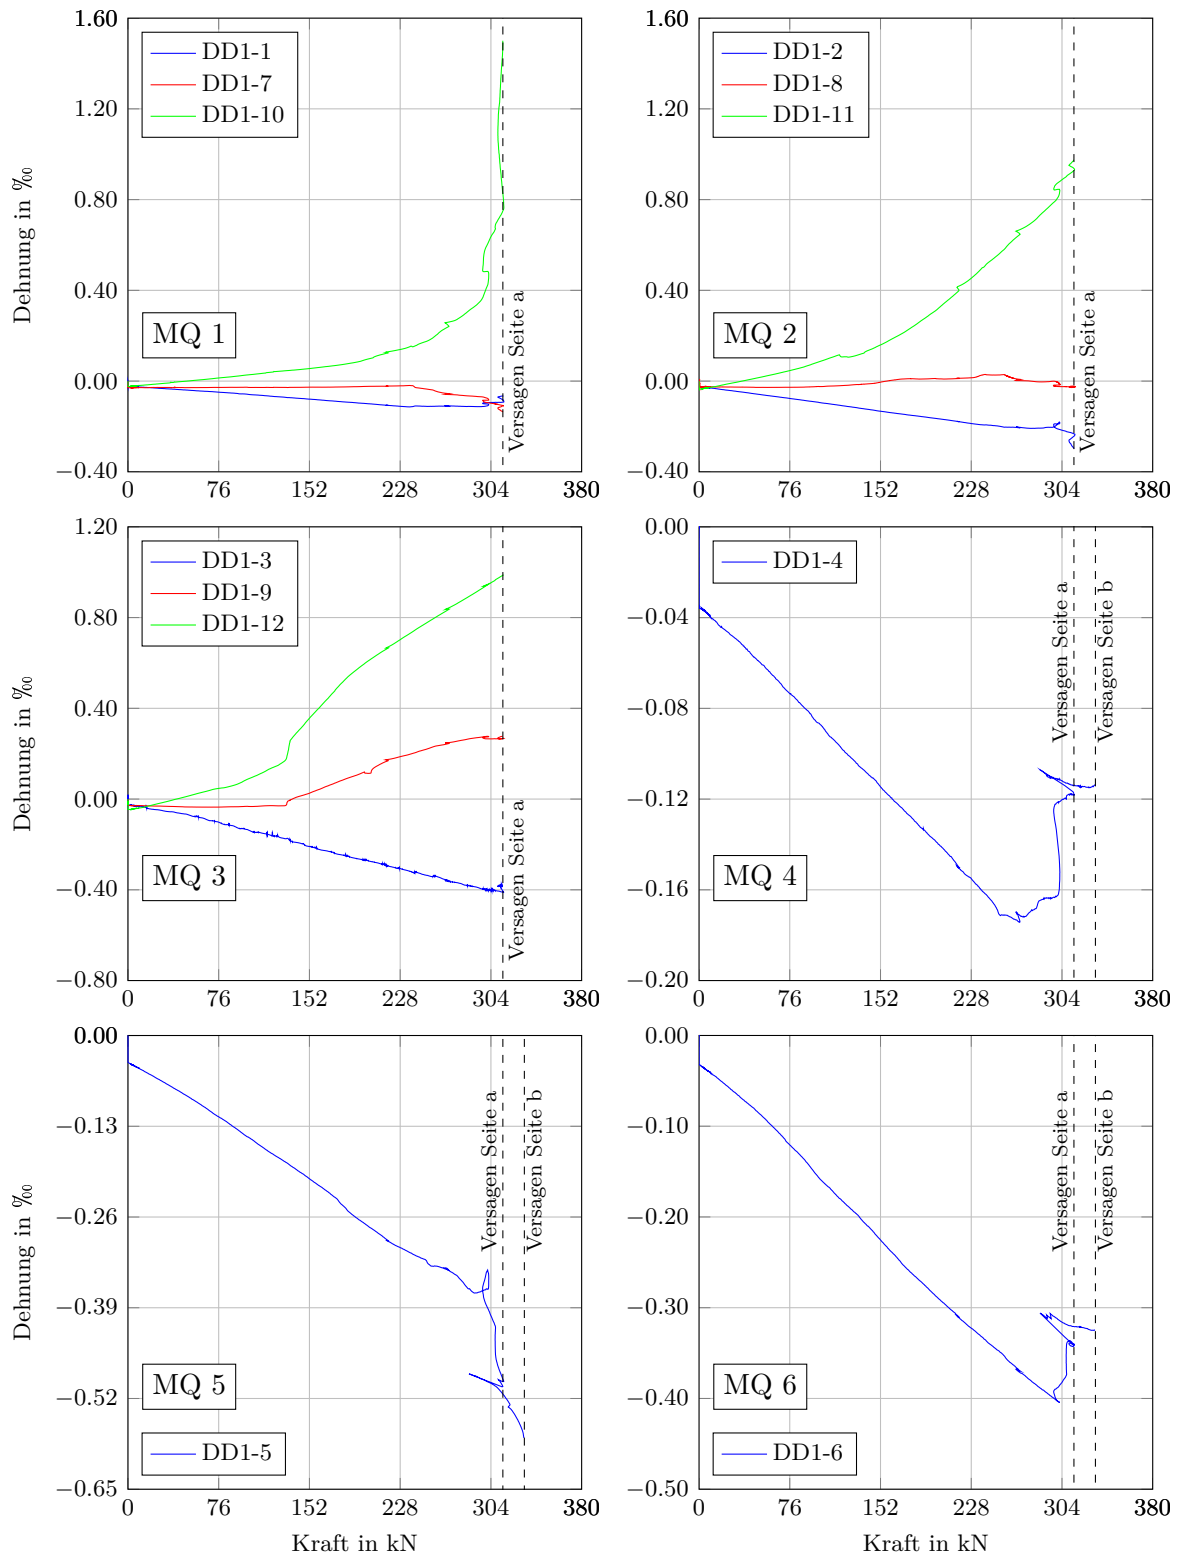 1.60
1.20
0.80
0.40
0.00
−0.40
0
76
152
228
304
380
Dehnung in ‰
DD1-1
DD1-7
DD1-10
MQ 1
Versagen Seite a
1.60
1.20
0.80
0.40
0.00
−0.40
0
76
152
228
304
380
DD1-2
DD1-8
DD1-11
MQ 2
Versagen Seite a
1.20
0.80
0.40
0.00
−0.40
−0.80
0
76
152
228
304
380
Dehnung in ‰
DD1-3
DD1-9
DD1-12
MQ 3
Versagen Seite a
0.00
−0.04
−0.08
−0.12
−0.16
−0.20
0
76
152
228
304
380
DD1-4
MQ 4
Versagen Seite a
Versagen Seite b
0.00
−0.13
−0.26
−0.39
−0.52
−0.65
0
76
152
228
304
380
Dehnung in ‰
Kraft in kN
Versagen Seite a
Versagen Seite b
MQ 5
DD1-5
0.00
−0.10
−0.20
−0.30
−0.40
−0.50
0
76
152
228
304
380
Kraft in kN
Versagen Seite a
Versagen Seite b
MQ 6
DD1-6